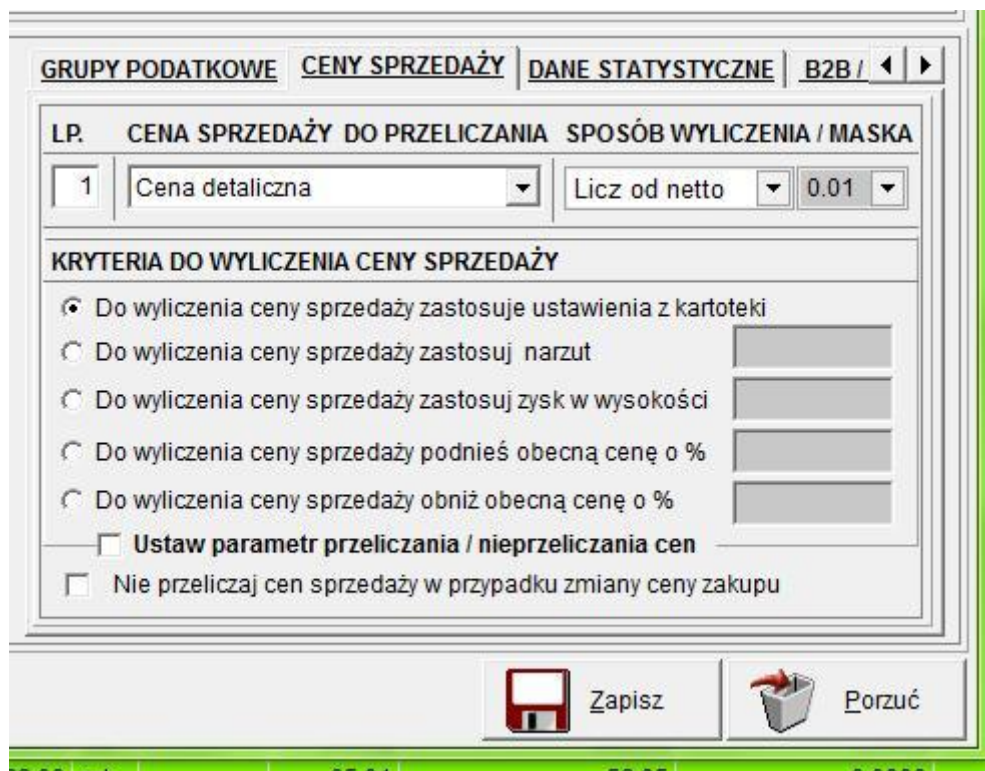 GRUPY PODATKOWE CENY SPRZEDAŻY DANE STATYSTYCZNE B2B /
LP. CENA SPRZEDAŻY DO PRZELICZANIA SPOSÓB WYLICZENIA / MASKA
1 Cena detaliczna Licz od netto 0.01
KRYTERIA DO WYLICZENIA CENY SPRZEDAŻY
Do wyliczenia ceny sprzedaży zastosuje ustawienia z kartoteki
Do wyliczenia ceny sprzedaży zastosuj narzut
Do wyliczenia ceny sprzedaży zastosuj zysk w wysokości
Do wyliczenia ceny sprzedaży podnieś obecną cenę o %
Do wyliczenia ceny sprzedaży obniż obecną cenę o %
Ustaw parametr przeliczania / nieprzeliczania cen
Nie przeliczaj cen sprzedaży w przypadku zmiany ceny zakupu
Zapisz Porzuć